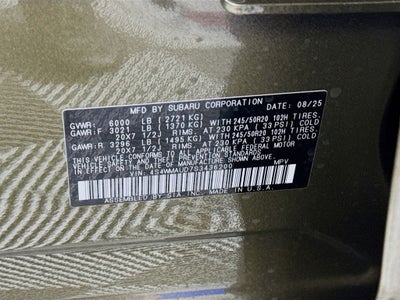 MFD BY SUBARU CORPORATION DATE: 08/25
GVWR: 6000 LB (2721 KG)
GAWR: F 3021 LB (1370 KG) WITH 245/50R20 102H TIRES.
20X7 1/2J RIMS. AT 230 KPA (33 PSI) COLD
GAWR: R 3296 LB (1495 KG) WITH 245/50R20 102H TIRES.
20X7 1/2J RIMS. AT 230 KPA (33 PSI) COLD
THIS VEHICLE CONFORMS TO ALL APPLICABLE FEDERAL MOTOR
VEHICLE SAFETY STANDARDS IN EFFECT ON THE DATE OF
MANUFACTURE SHOWN ABOVE.
VIN: MPV
ASSEMBLED BY SIA, INC. MADE IN U.S.A.